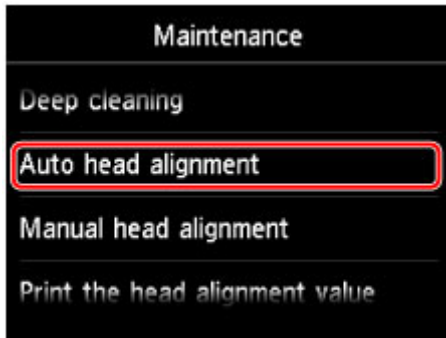 Maintenance
Deep cleaning
Auto head alignment
Manual head alignment
Print the head alignment value